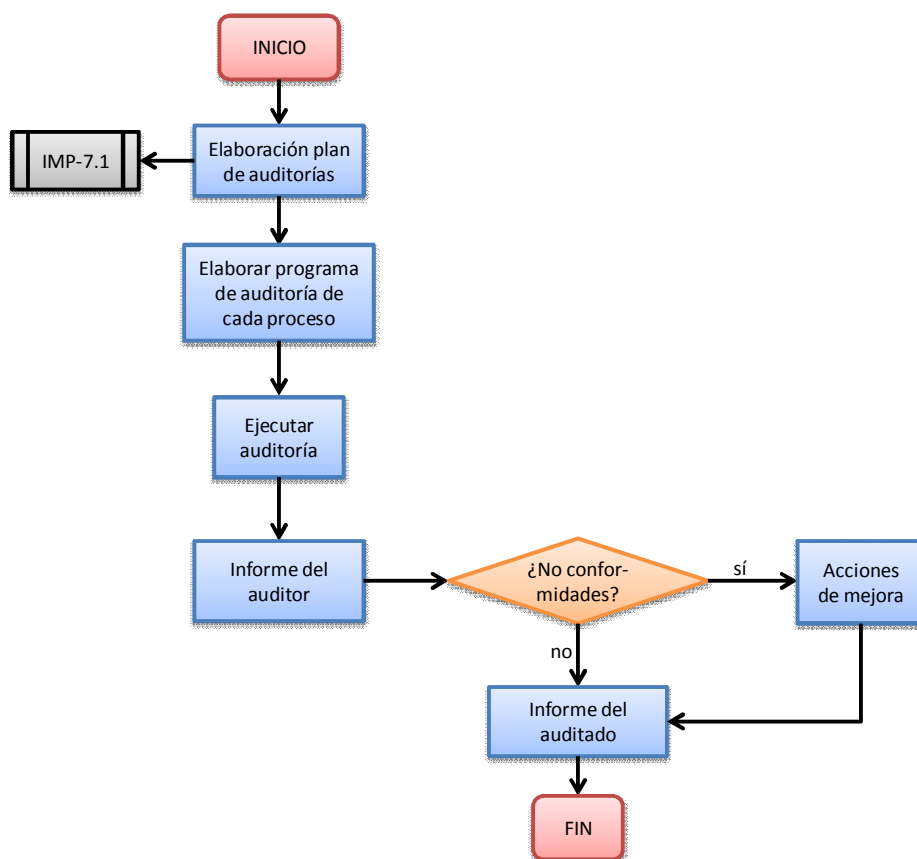 INICIO
IMP-7.1
Elaboración plan
de auditorías
Elaborar programa
de auditoría de
cada proceso
Ejecutar
auditoría
Informe del
auditor
¿No confor-
midades?
sí
Acciones
de mejora
no
Informe del
auditado
FIN